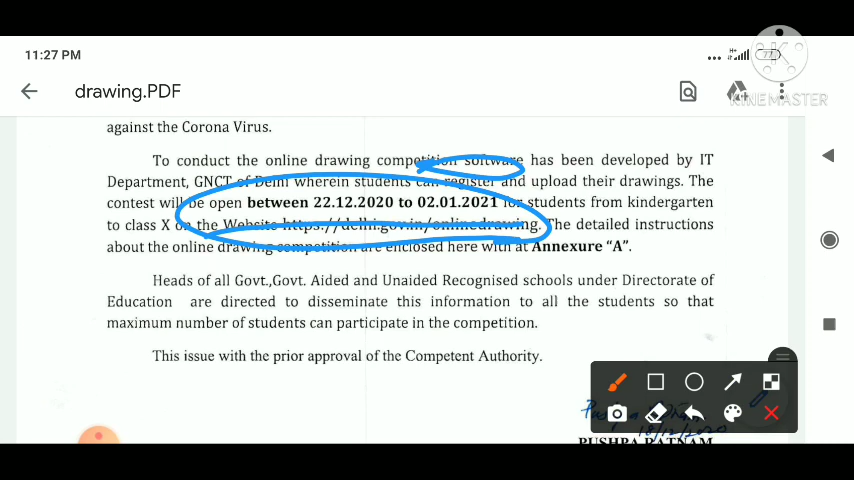 11:27 PM
77
drawing.PDF
KINEMASTER
against the Corona Virus.
To conduct the online drawing competition software has been developed by IT
Department, GNCT of Delhi wherein students can register and upload their drawings. The
contest will be open between 22.12.2020 to 02.01.2021 for students from kindergarten
to class X on the Website https://delhi.gov.in/onlinedrawing. The detailed instructions
about the online drawing competition are enclosed here with at Annexure “A”.
Heads of all Govt.,Govt. Aided and Unaided Recognised schools under Directorate of
Education are directed to disseminate this information to all the students so that
maximum number of students can participate in the competition.
This issue with the prior approval of the Competent Authority.
18/12/2020
PUSHPA RATNAM